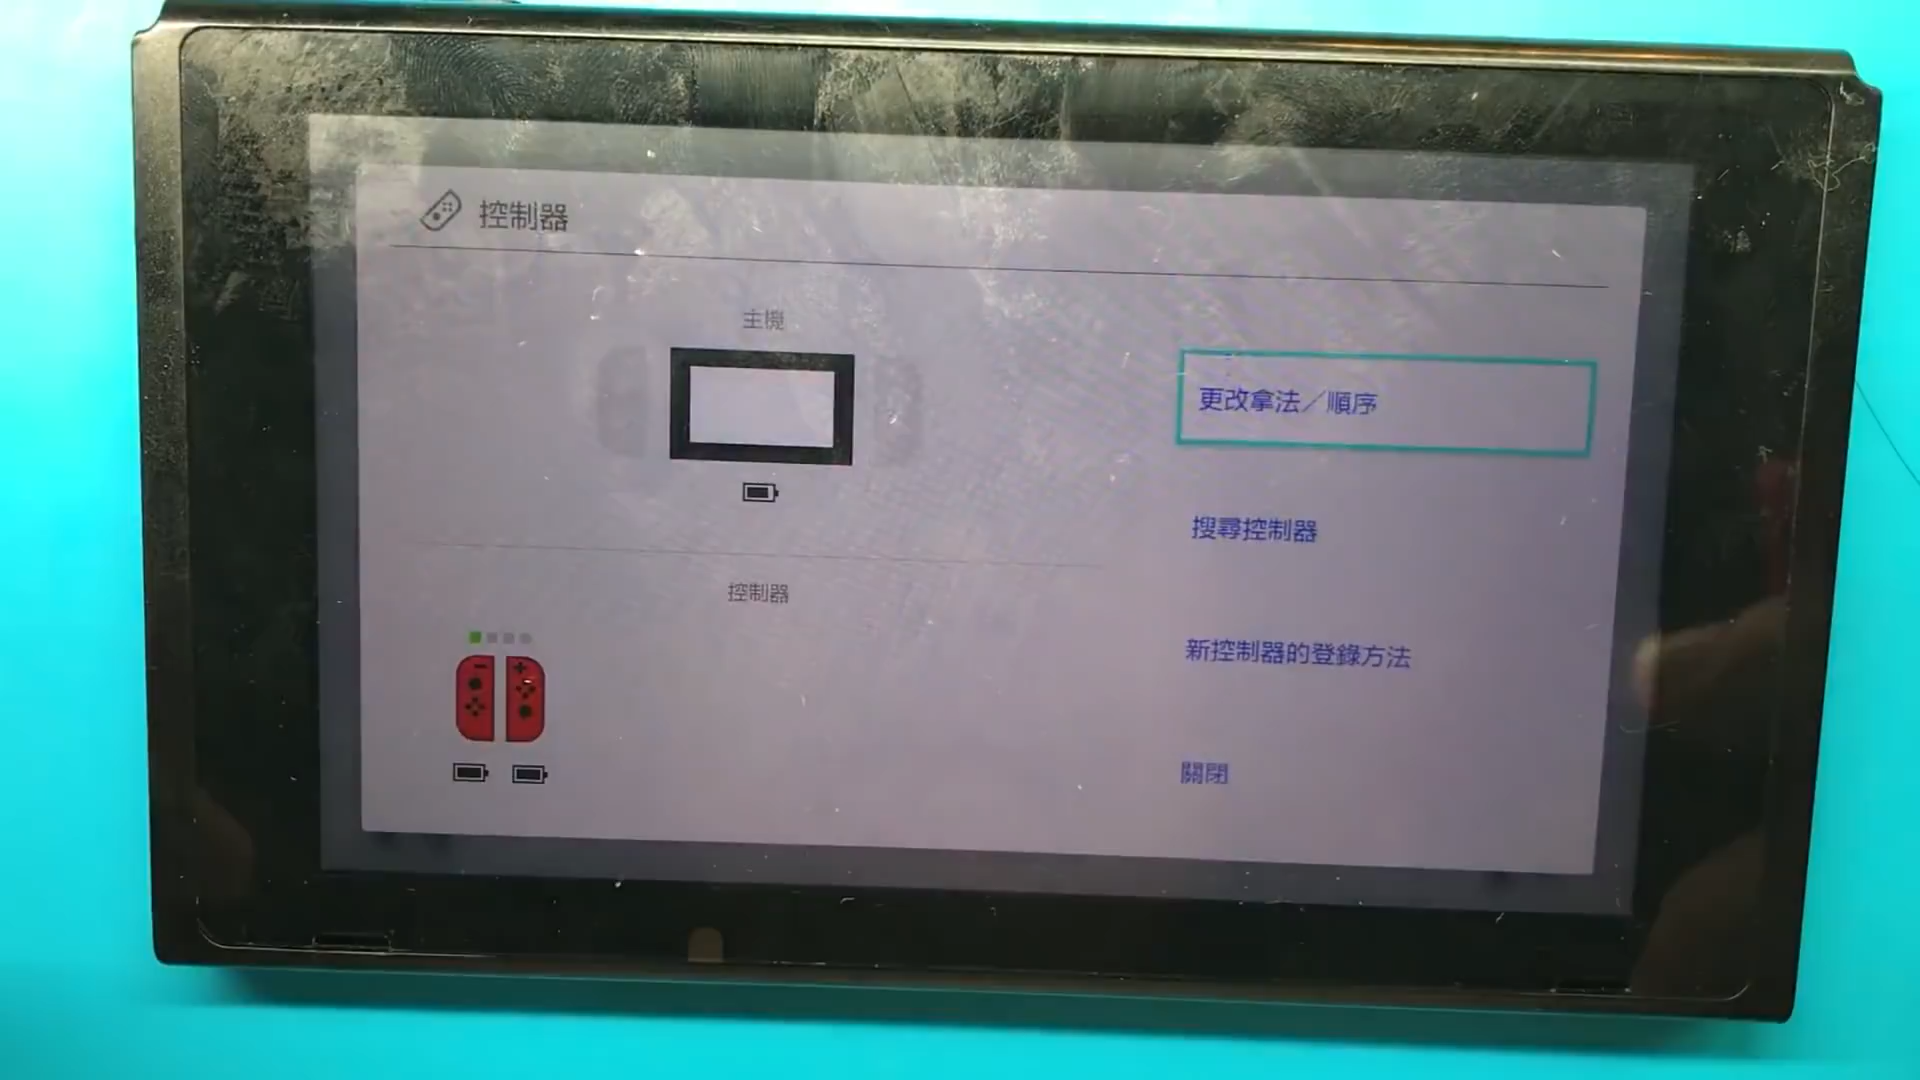 控制器
主機
更改拿法／順序
搜尋控制器
控制器
新控制器的登錄方法
關閉